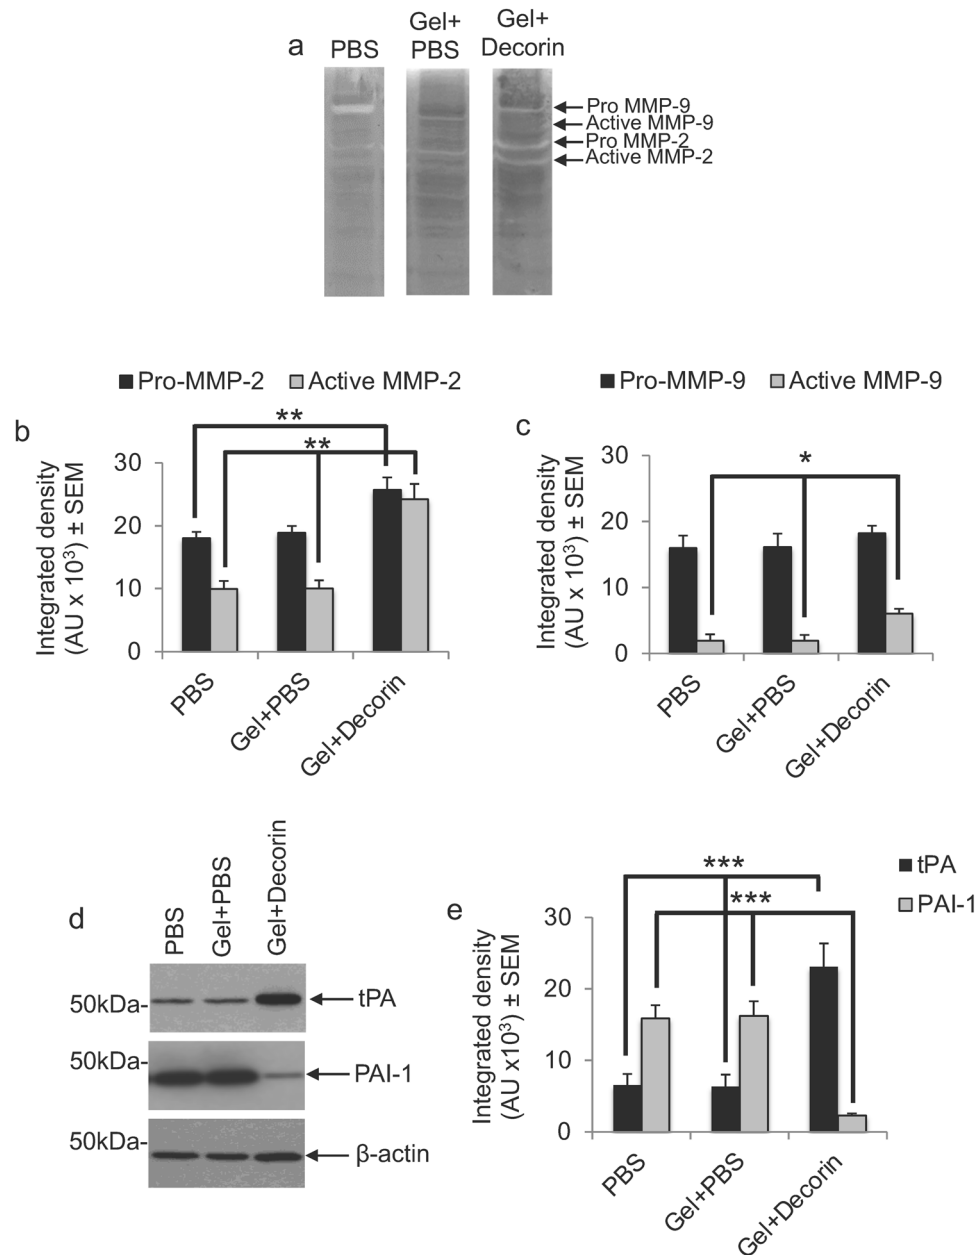 a
PBS
Gel+
PBS
Gel+
Decorin
Pro MMP-9
Active MMP-9
Pro MMP-2
Active MMP-2
Pro-MMP-2
Active MMP-2
b
Integrated density
(AU x 10³) ± SEM
30
20
10
0
**
**
PBS
Gel+PBS
Gel+Decorin
Pro-MMP-9
Active MMP-9
c
Integrated density
(AU x 10³) ± SEM
30
20
10
0
*
PBS
Gel+PBS
Gel+Decorin
d
PBS
Gel+PBS
Gel+Decorin
50kDa-
tPA
50kDa-
PAI-1
50kDa-
β-actin
e
tPA
PAI-1
Integrated density
(AU x10³) ± SEM
30
20
10
0
***
***
PBS
Gel+PBS
Gel+Decorin